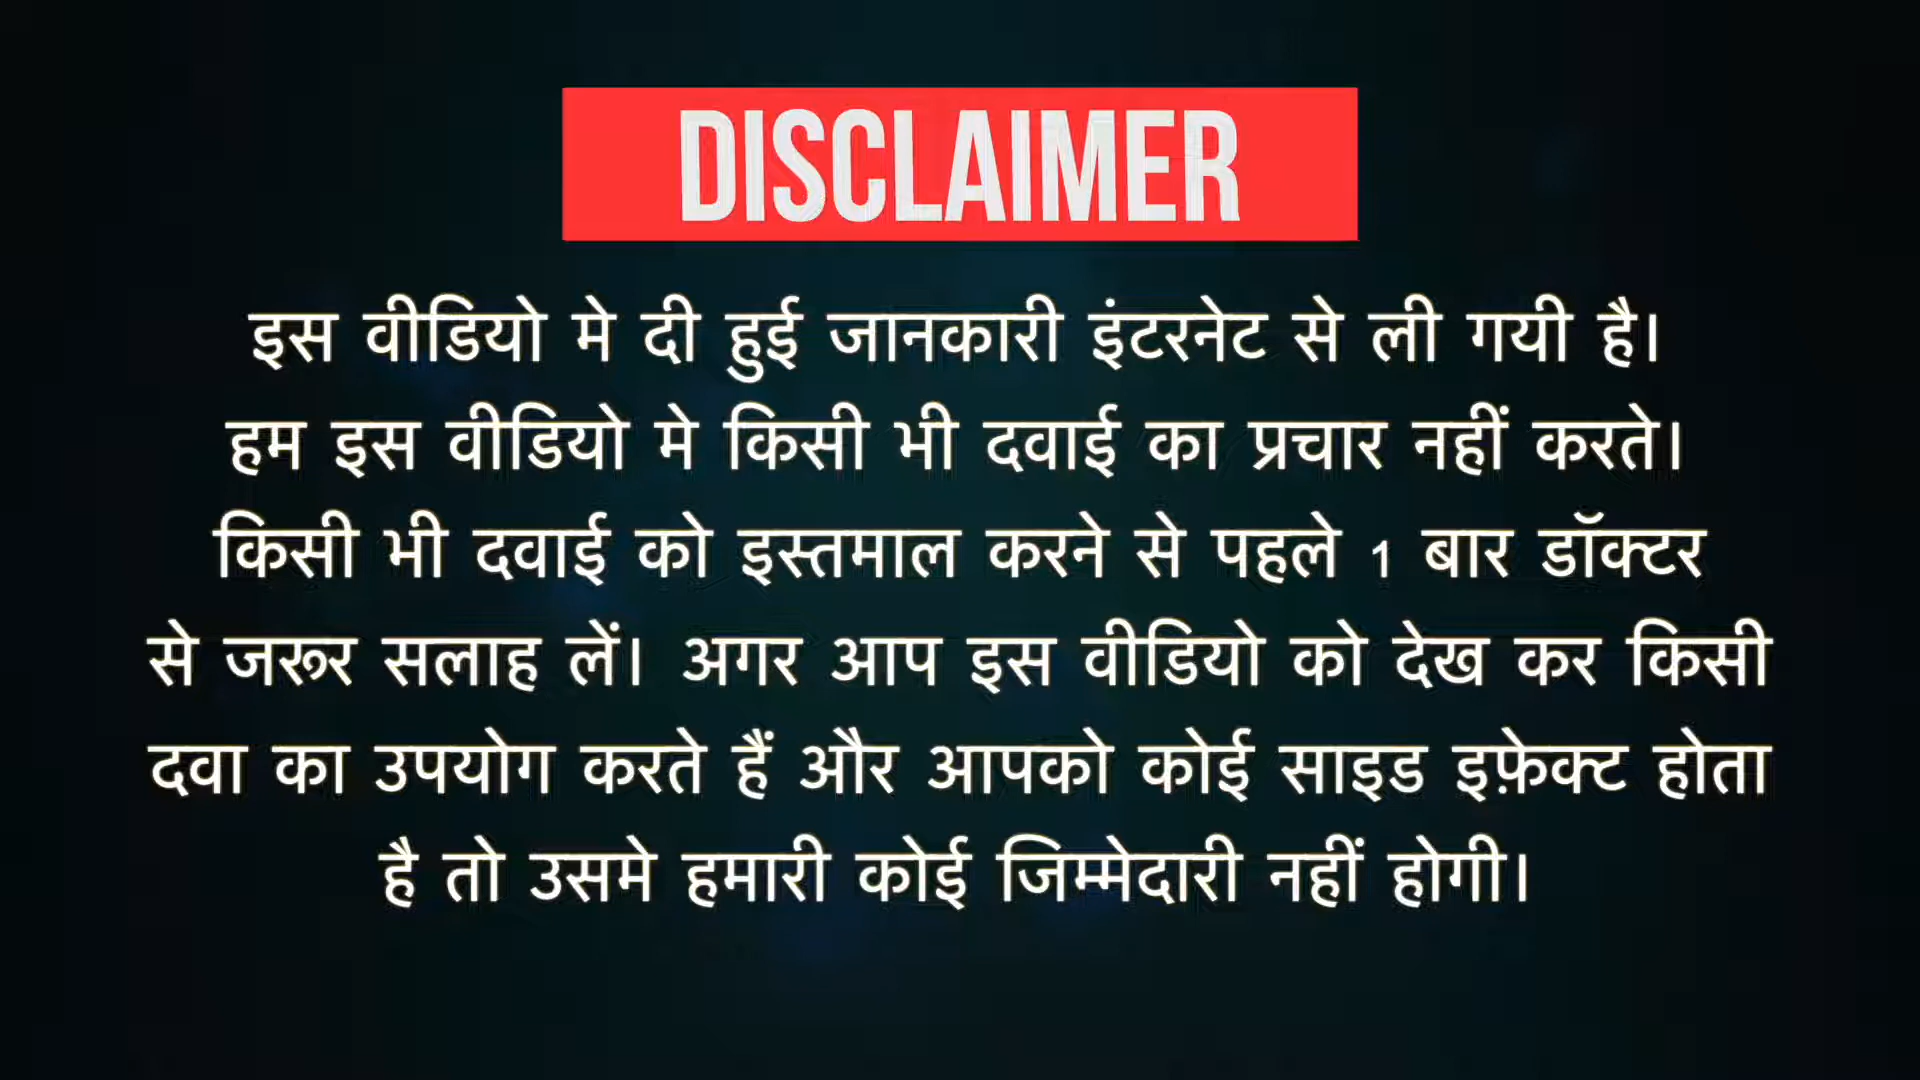 DISCLAIMER
इस वीडियो मे दी हुई जानकारी इंटरनेट से ली गयी है।
हम इस वीडियो मे किसी भी दवाई का प्रचार नहीं करते।
किसी भी दवाई को इस्तमाल करने से पहले 1 बार डॉक्टर
से जरूर सलाह लें। अगर आप इस वीडियो को देख कर किसी
दवा का उपयोग करते हैं और आपको कोई साइड इफ़ेक्ट होता
है तो उसमे हमारी कोई जिम्मेदारी नहीं होगी।